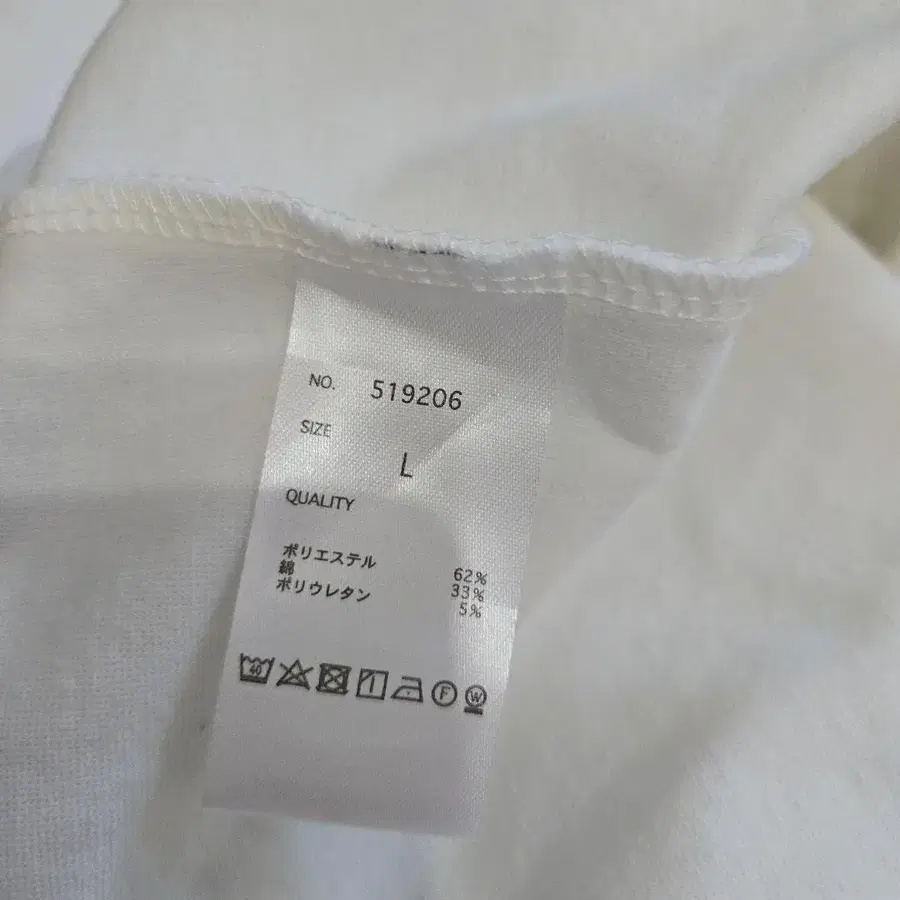 NO. 519206
SIZE
L
QUALITY
ポリエステル 62%
綿 33%
ポリウレタン 5%
40 F W